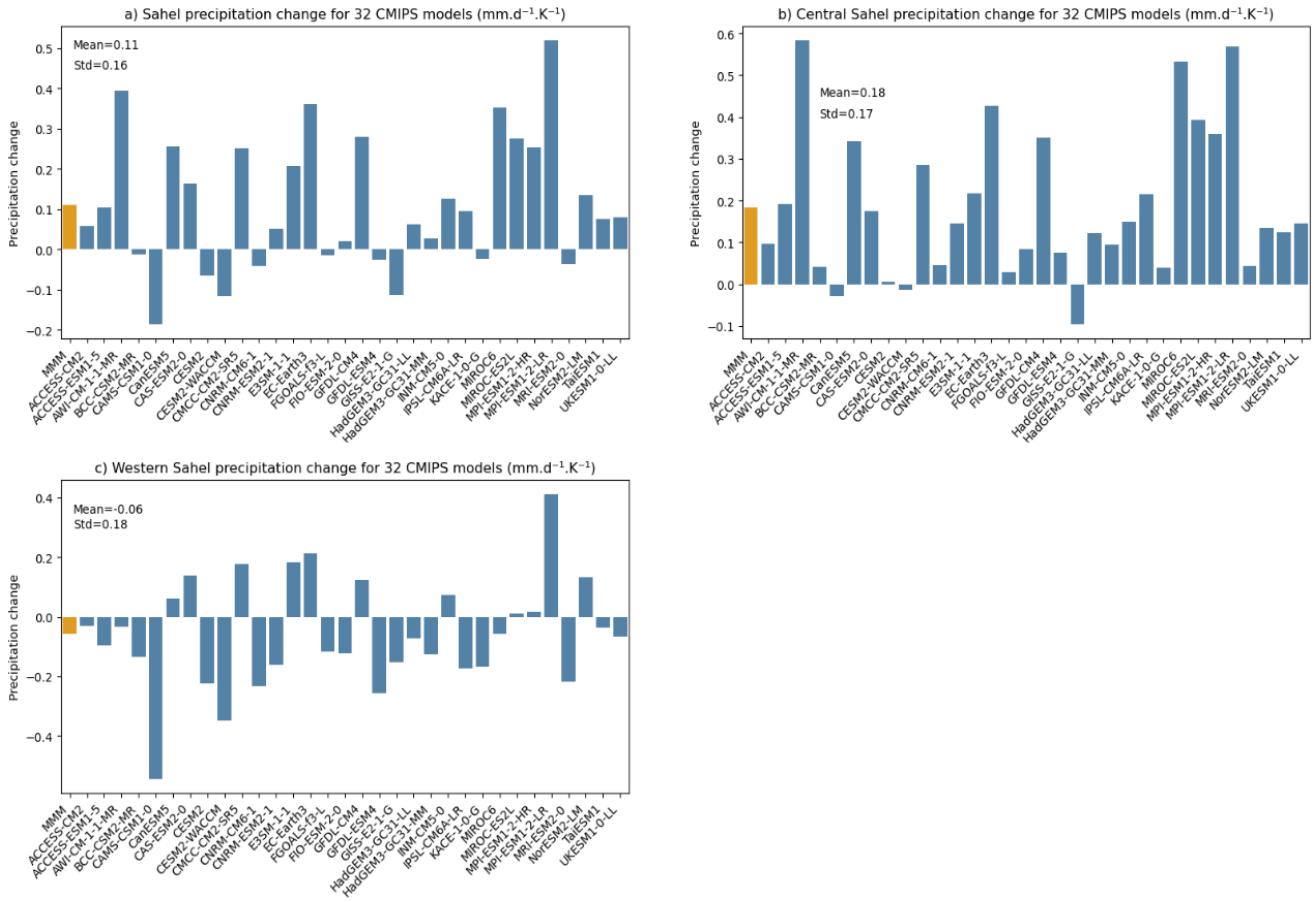 a) Sahel precipitation change for 32 CMIP5 models (mm.d⁻¹.K⁻¹)
Mean=0.11
Std=0.16
Precipitation change
0.5
0.4
0.3
0.2
0.1
0.0
−0.1
−0.2
MMM
ACCESS-CM2
ACCESS-ESM1-5
AWI-CM-1-1-MR
BCC-CSM2-MR
CAMS-CSM1-0
CanESM5
CAS-ESM2-0
CESM2
CESM2-WACCM
CMCC-CM2-SR5
CNRM-CM6-1
CNRM-ESM2-1
E3SM-1-1
EC-Earth3
FGOALS-f3-L
FIO-ESM-2-0
GFDL-CM4
GFDL-ESM4
GISS-E2-1-G
HadGEM3-GC31-LL
HadGEM3-GC31-MM
INM-CM5-0
IPSL-CM6A-LR
KACE-1-0-G
MIROC6
MIROC-ES2L
MPI-ESM1-2-HR
MPI-ESM1-2-LR
MRI-ESM2-0
NorESM2-LM
TaiESM1
UKESM1-0-LL
b) Central Sahel precipitation change for 32 CMIP5 models (mm.d⁻¹.K⁻¹)
Mean=0.18
Std=0.17
Precipitation change
0.6
0.5
0.4
0.3
0.2
0.1
0.0
−0.1
MMM
ACCESS-CM2
ACCESS-ESM1-5
AWI-CM-1-1-MR
BCC-CSM2-MR
CAMS-CSM1-0
CanESM5
CAS-ESM2-0
CESM2
CESM2-WACCM
CMCC-CM2-SR5
CNRM-CM6-1
CNRM-ESM2-1
E3SM-1-1
EC-Earth3
FGOALS-f3-L
FIO-ESM-2-0
GFDL-CM4
GFDL-ESM4
GISS-E2-1-G
HadGEM3-GC31-LL
HadGEM3-GC31-MM
INM-CM5-0
IPSL-CM6A-LR
KACE-1-0-G
MIROC6
MIROC-ES2L
MPI-ESM1-2-HR
MPI-ESM1-2-LR
MRI-ESM2-0
NorESM2-LM
TaiESM1
UKESM1-0-LL
c) Western Sahel precipitation change for 32 CMIP5 models (mm.d⁻¹.K⁻¹)
Mean=-0.06
Std=0.18
Precipitation change
0.4
0.2
0.0
−0.2
−0.4
MMM
ACCESS-CM2
ACCESS-ESM1-5
AWI-CM-1-1-MR
BCC-CSM2-MR
CAMS-CSM1-0
CanESM5
CAS-ESM2-0
CESM2
CESM2-WACCM
CMCC-CM2-SR5
CNRM-CM6-1
CNRM-ESM2-1
E3SM-1-1
EC-Earth3
FGOALS-f3-L
FIO-ESM-2-0
GFDL-CM4
GFDL-ESM4
GISS-E2-1-G
HadGEM3-GC31-LL
HadGEM3-GC31-MM
INM-CM5-0
IPSL-CM6A-LR
KACE-1-0-G
MIROC6
MIROC-ES2L
MPI-ESM1-2-HR
MPI-ESM1-2-LR
MRI-ESM2-0
NorESM2-LM
TaiESM1
UKESM1-0-LL